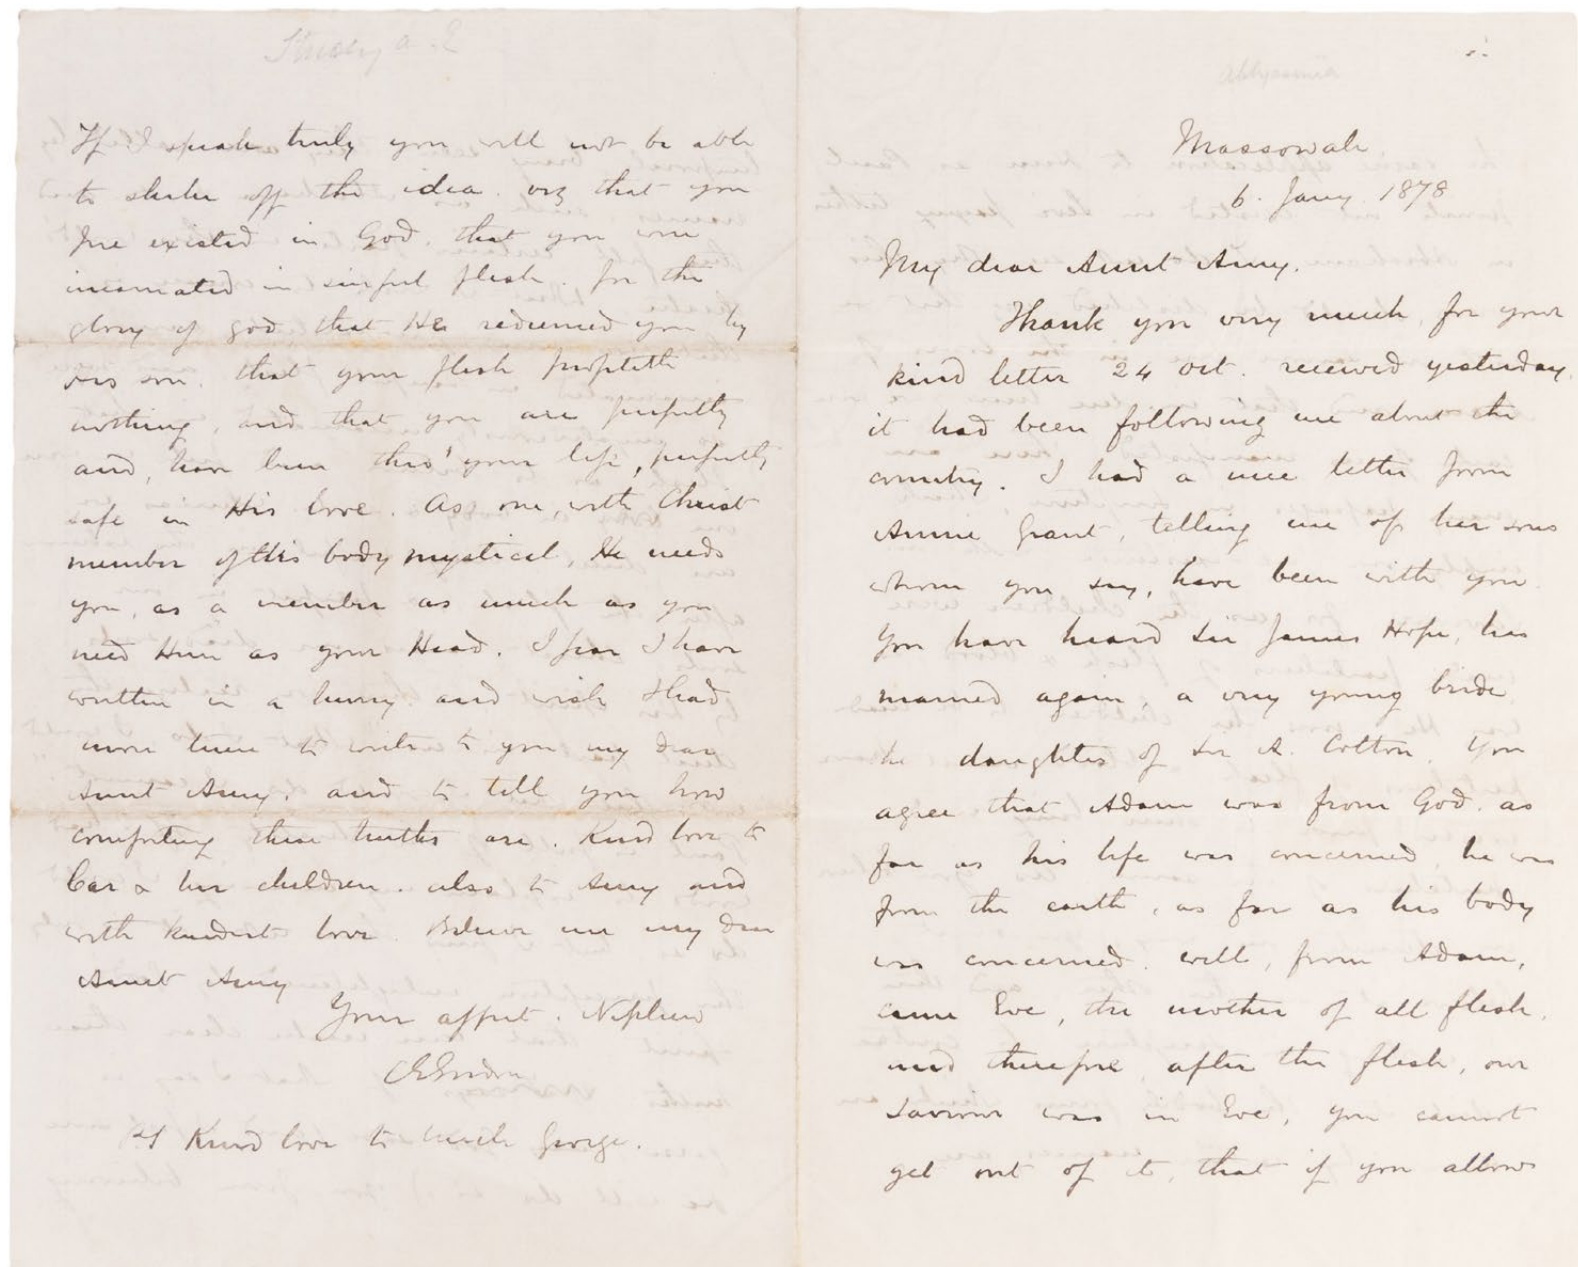 Abyssinia
Massowah
6. Jany 1878
My dear Aunt Amy.
Thank you very much for your
kind letter 24 Oct. received yesterday.
it had been following me about the
country. I had a nice letter from
Annie Grant, telling me of her sons
whom you say, have been with you.
You have heard Sir James Hope, has
married again, a very young bride
the daughter of Sir A. Cotton. You
agree that Adam was from God. as
far as his life was concerned, he was
from the earth, as far as his body
was concerned. well, from Adam,
came Eve, the mother of all flesh,
and therefore after the flesh, our
Saviour was in Eve, you cannot
get out of it, that if you allow
If I speak truly you will not be able
to shake off the idea. viz that you
pre existed in God. that you were
incarnated in sinful flesh. for the
glory of god that He redeemed you by
His son. that your flesh profiteth
nothing, and that you are perfectly
and, have been thro' your life, perfectly
safe in His love. As one, with Christ
member of His body mystical, He needs
you, as a member as much as you
need Him as your Head. I fear I have
written in a hurry and wish I had
more time to write to you my dear
Aunt Amy. and to tell you how
comforting these truths are. Kind love to
Car & her children. also to Amy and
with kindest love. Believe me my dear
Aunt Amy
Your affect. Nephew
CEGordon
PS Kind love to Uncle George.